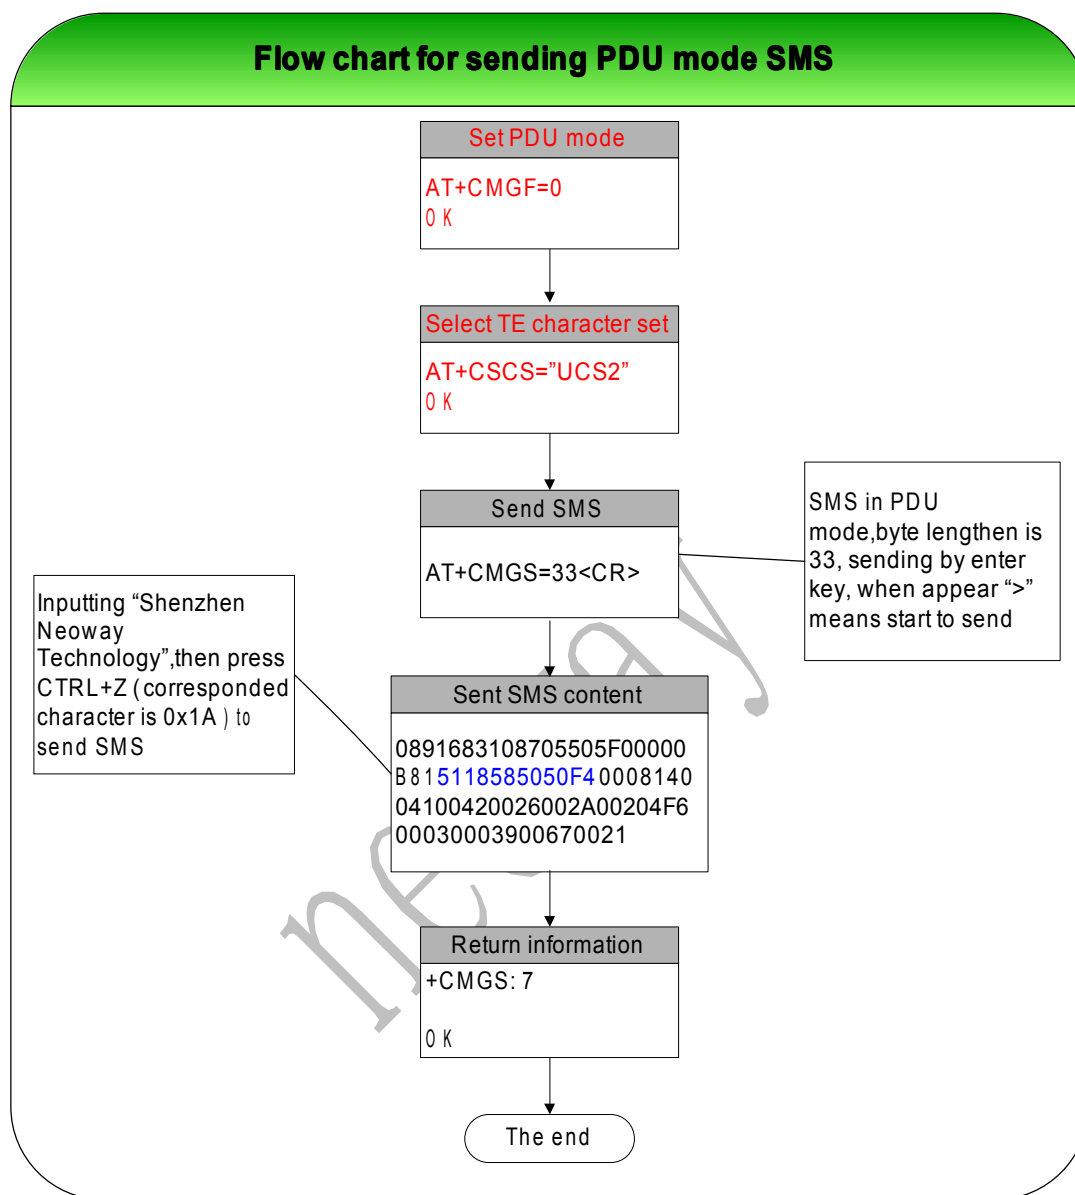 Flow chart for sending PDU mode SMS
Set PDU mode
AT+CMGF=0
OK
Select TE character set
AT+CSCS=”UCS2”
OK
Send SMS
AT+CMGS=33<CR>
SMS in PDU
mode,byte lengthen is
33, sending by enter
key, when appear “>”
means start to send
Inputting “Shenzhen
Neoway
Technology”,then press
CTRL+Z ( corresponded
character is 0x1A ) to
send SMS
Sent SMS content
0891683108705505F00000
B815118585050F40008140
04100420026002A00204F6
000300003900670021
Return information
+CMGS: 7
OK
The end
neoway